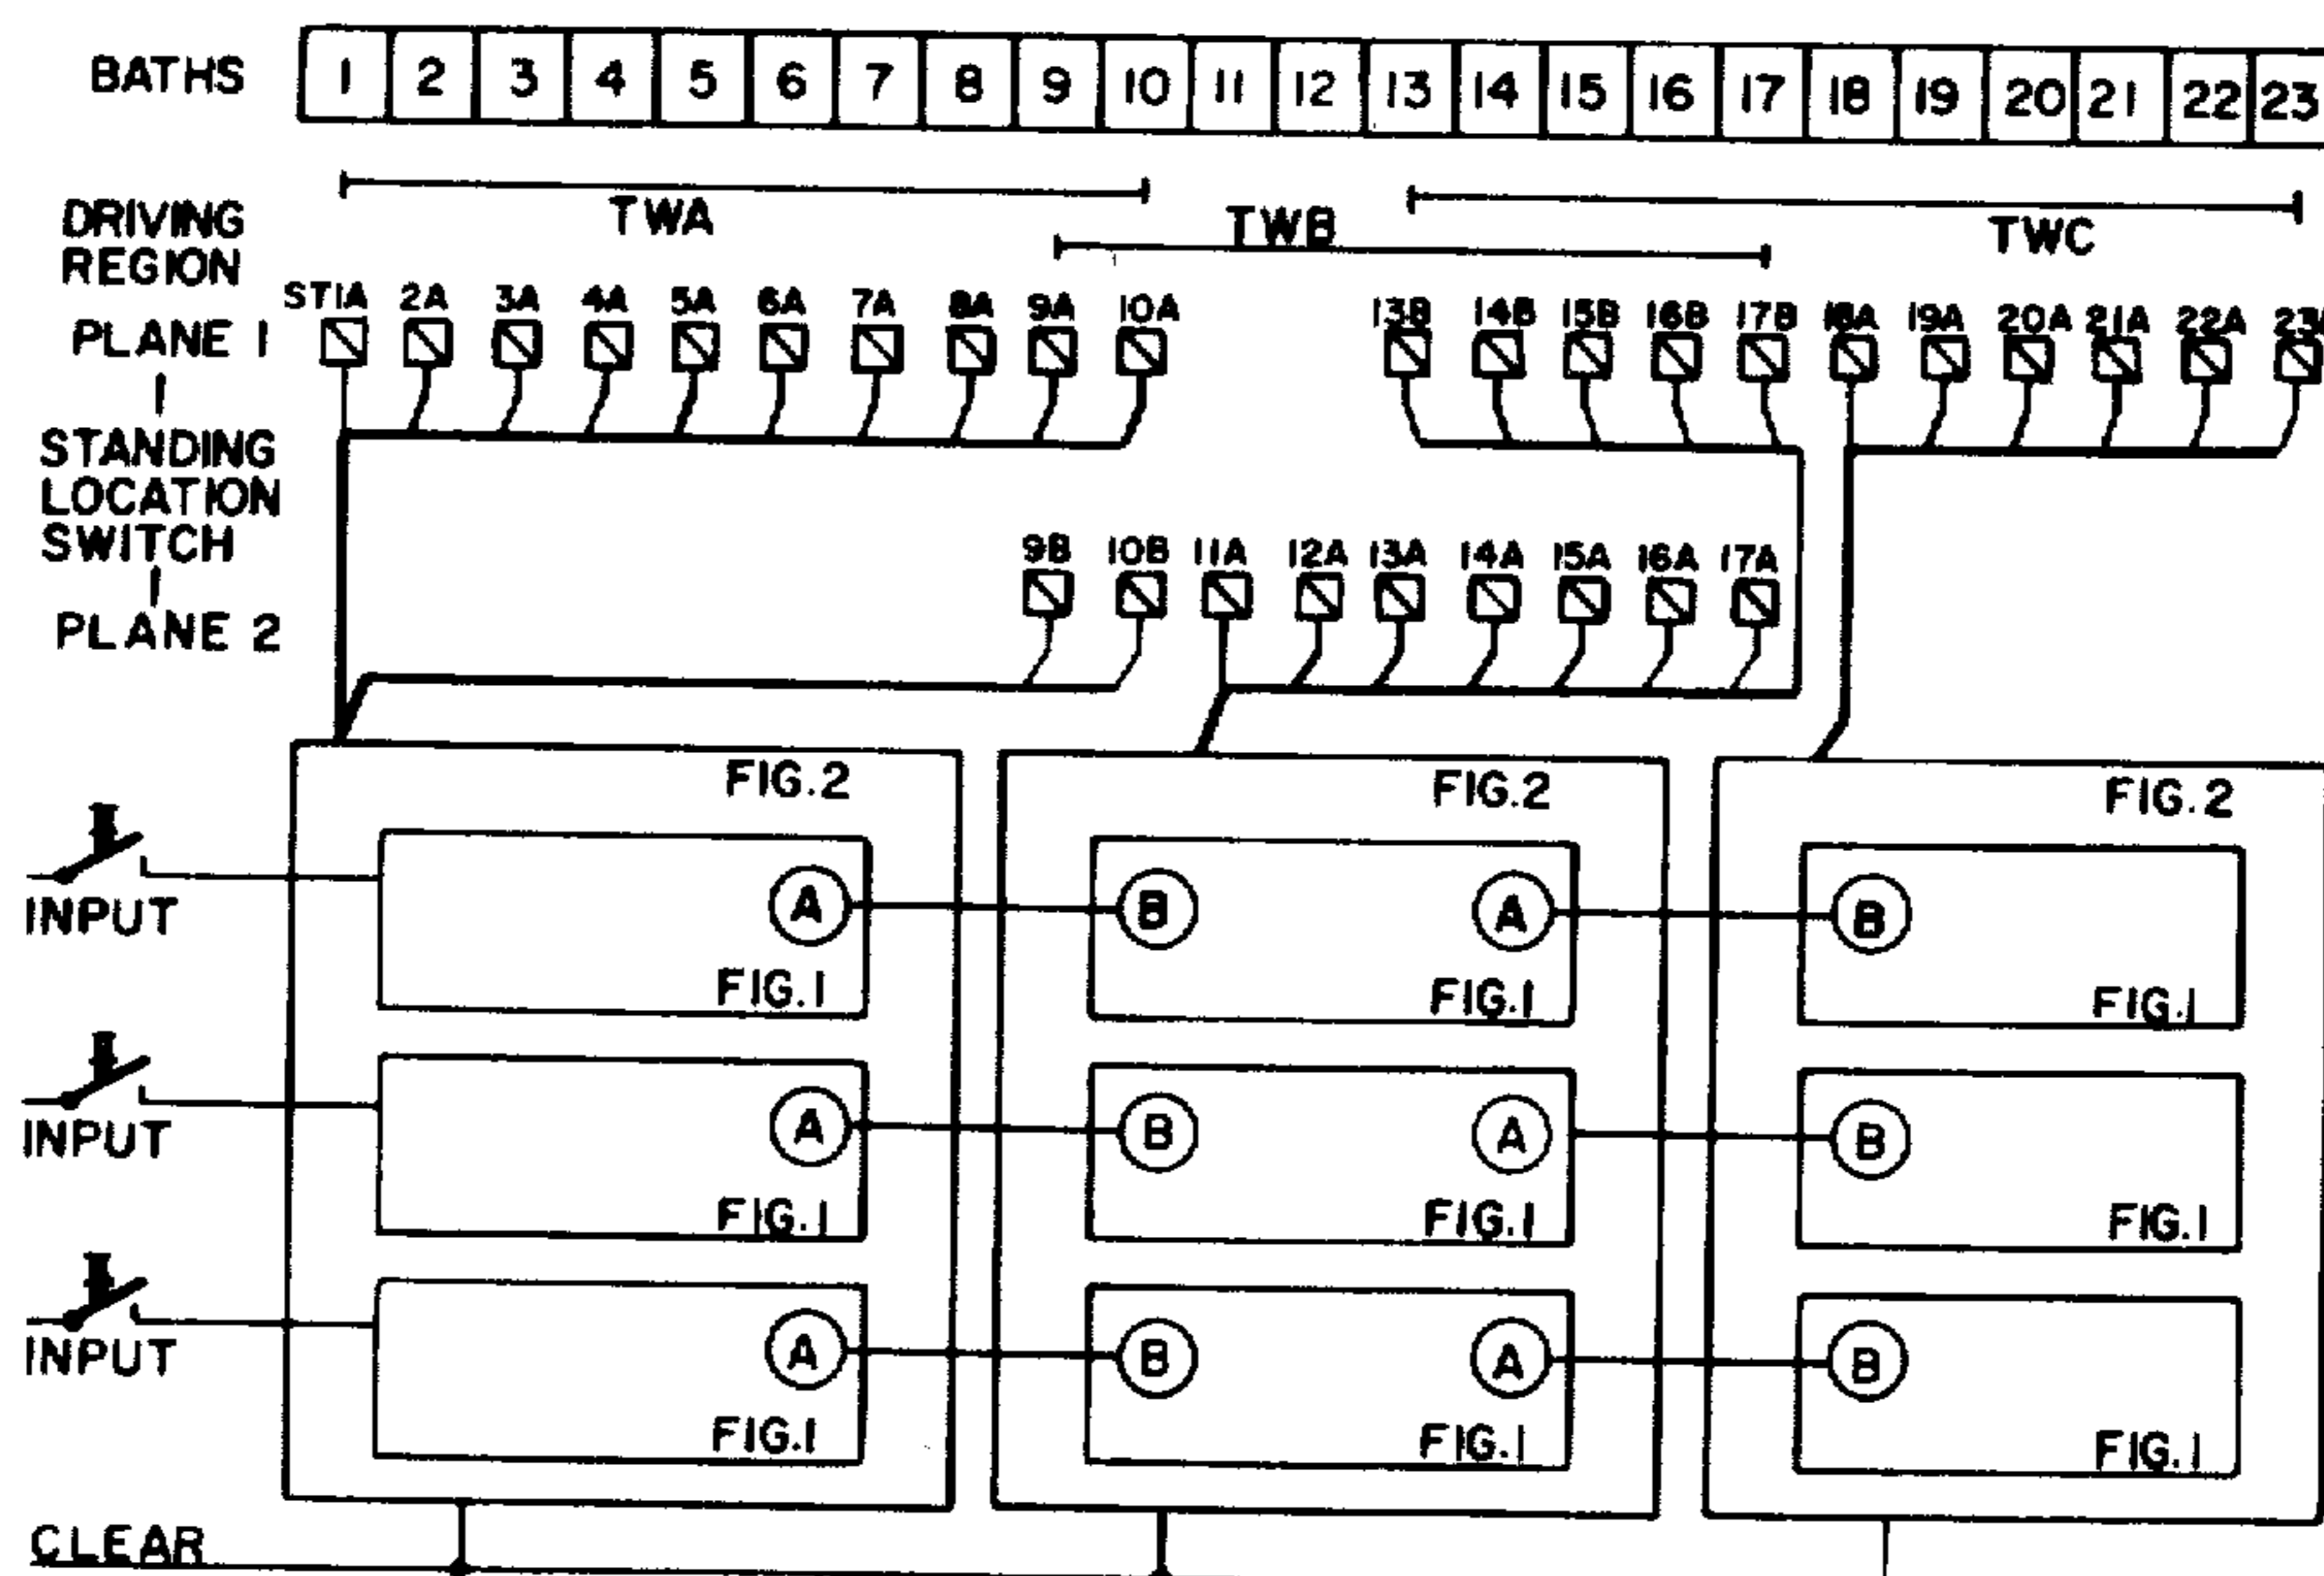 BATHS 1 2 3 4 5 6 7 8 9 10 11 12 13 14 15 16 17 18 19 20 21 22 23
DRIVING REGION
TWA TWB TWC
ST1A 2A 3A 4A 5A 6A 7A 8A 9A 10A 13B 14B 15B 16B 17B 18A 19A 20A 21A 22A 23A
PLANE 1
STANDING
LOCATION
SWITCH
9B 10B 11A 12A 13A 14A 15A 16A 17A
PLANE 2
FIG.2 FIG.2 FIG.2
INPUT A B A B
FIG.1 FIG.1 FIG.1
INPUT A B A B
FIG.1 FIG.1 FIG.1
INPUT A B A B
FIG.1 FIG.1 FIG.1
CLEAR